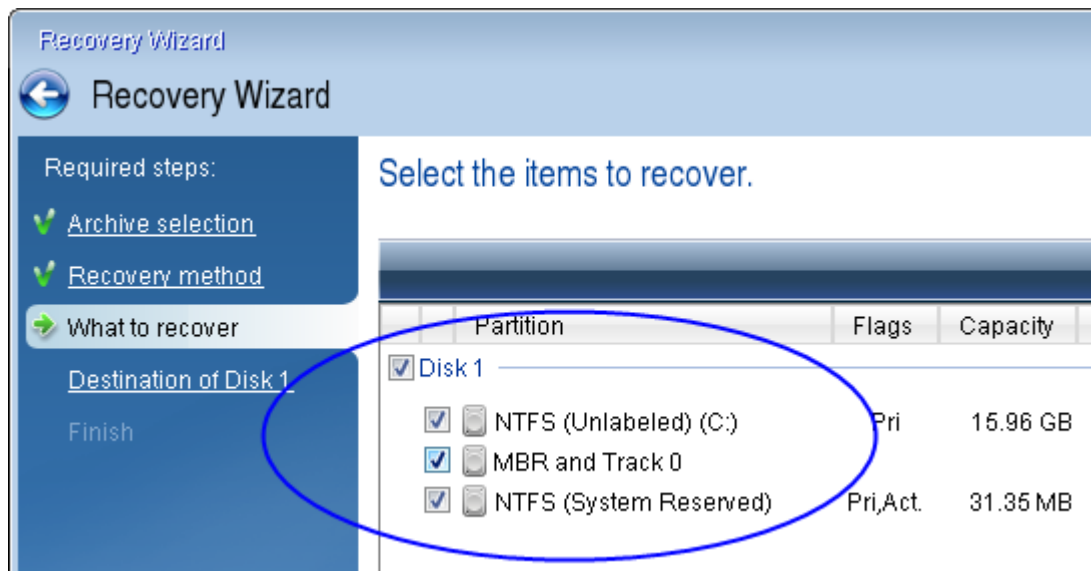 Recovery Wizard
Recovery Wizard
Required steps:
Archive selection
Recovery method
What to recover
Destination of Disk 1
Finish
Select the items to recover.
Partition Flags Capacity
Disk 1
NTFS (Unlabeled) (C:) Pri 15.96 GB
MBR and Track 0
NTFS (System Reserved) Pri,Act. 31.35 MB